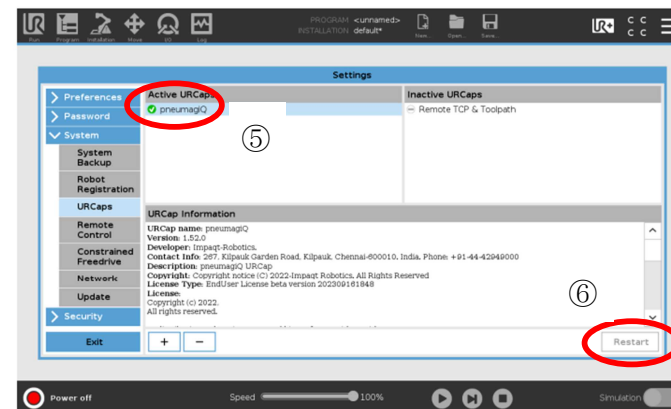 PROGRAM <unnamed>
INSTALLATION default*
Run Program Installation Move I/O Log New... Open... Save...
UR+
C C
C C
Settings
Preferences
Password
System
System Backup
Robot Registration
URCaps
Remote Control
Constrained Freedrive
Network
Update
Security
Exit
Active URCaps
pneumagiQ
⑤
Inactive URCaps
Remote TCP & Toolpath
URCap Information
URCap name: pneumagiQ
Version: 1.52.0
Developer: Impaqt-Robotics.
Contact Info: 267, Kilpauk Garden Road, Kilpauk, Chennai-600010, India, Phone: +91-44-42949000
Description: pneumagiQ URCap
Copyright: Copyright notice (C) 2022-Impaqt Robotics, All Rights Reserved
License Type: EndUser License beta version 202309161848
License:
Copyright (c) 2022.
All rights reserved.
⑥
+ −
Restart
Power off
Speed 100%
Simulation